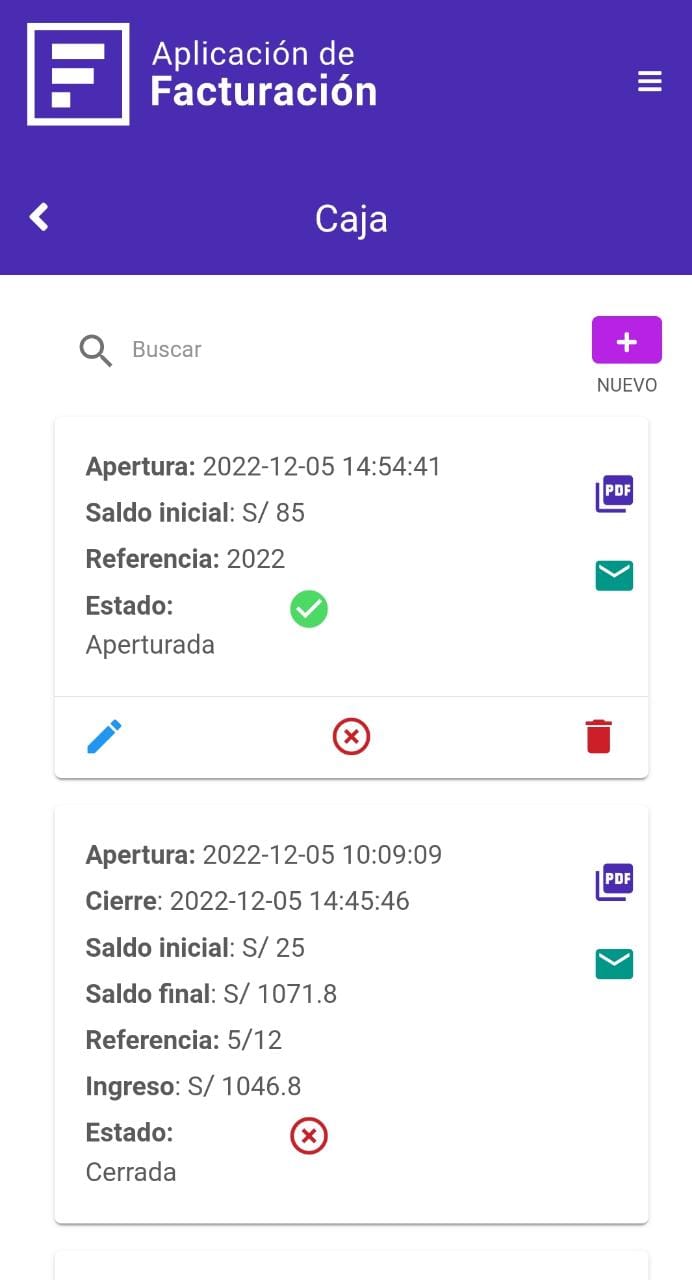 Aplicación de
Facturación
Caja
Buscar
NUEVO
Apertura: 2022-12-05 14:54:41
PDF
Saldo inicial: S/ 85
Referencia: 2022
Estado:
Aperturada
Apertura: 2022-12-05 10:09:09
PDF
Cierre: 2022-12-05 14:45:46
Saldo inicial: S/ 25
Saldo final: S/ 1071.8
Referencia: 5/12
Ingreso: S/ 1046.8
Estado:
Cerrada